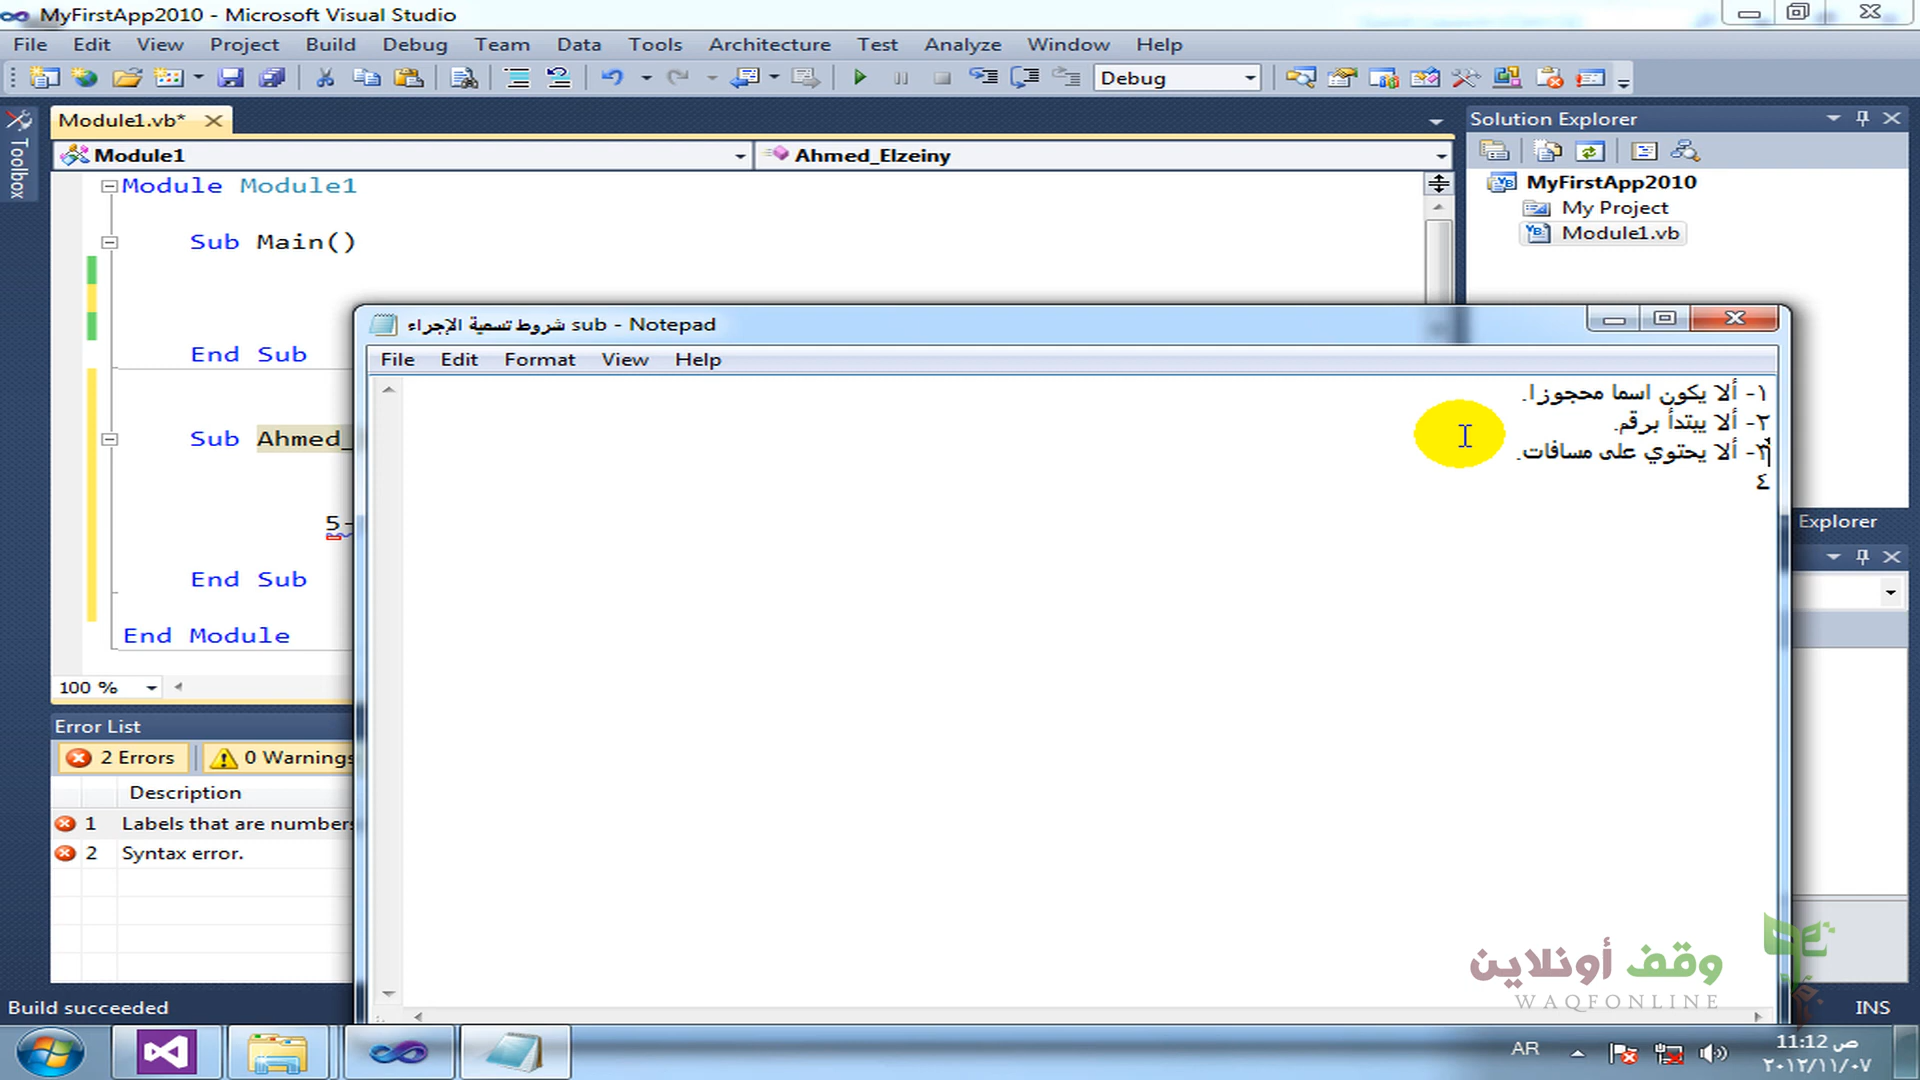 MyFirstApp2010 - Microsoft Visual Studio
File Edit View Project Build Debug Team Data Tools Architecture Test Analyze Window Help
Debug
Toolbox
Module1.vb*
Module1
Ahmed_Elzeiny
Module Module1
Sub Main()
End Sub
Sub Ahmed_
5-
End Sub
End Module
100 %
Solution Explorer
MyFirstApp2010
My Project
Module1.vb
Explorer
شروط تسمية الإجراء sub - Notepad
File Edit Format View Help
١- ألا يكون اسما محجوزا.
٢- ألا يبتدأ برقم.
٣- ألا يحتوي على مسافات.
٤
Error List
2 Errors
0 Warnings
Description
1 Labels that are numbers
2 Syntax error.
وقف أونلاين
WAQFONLINE
Build succeeded
INS
AR
11:12 ص
٢٠١٢/١١/٠٧